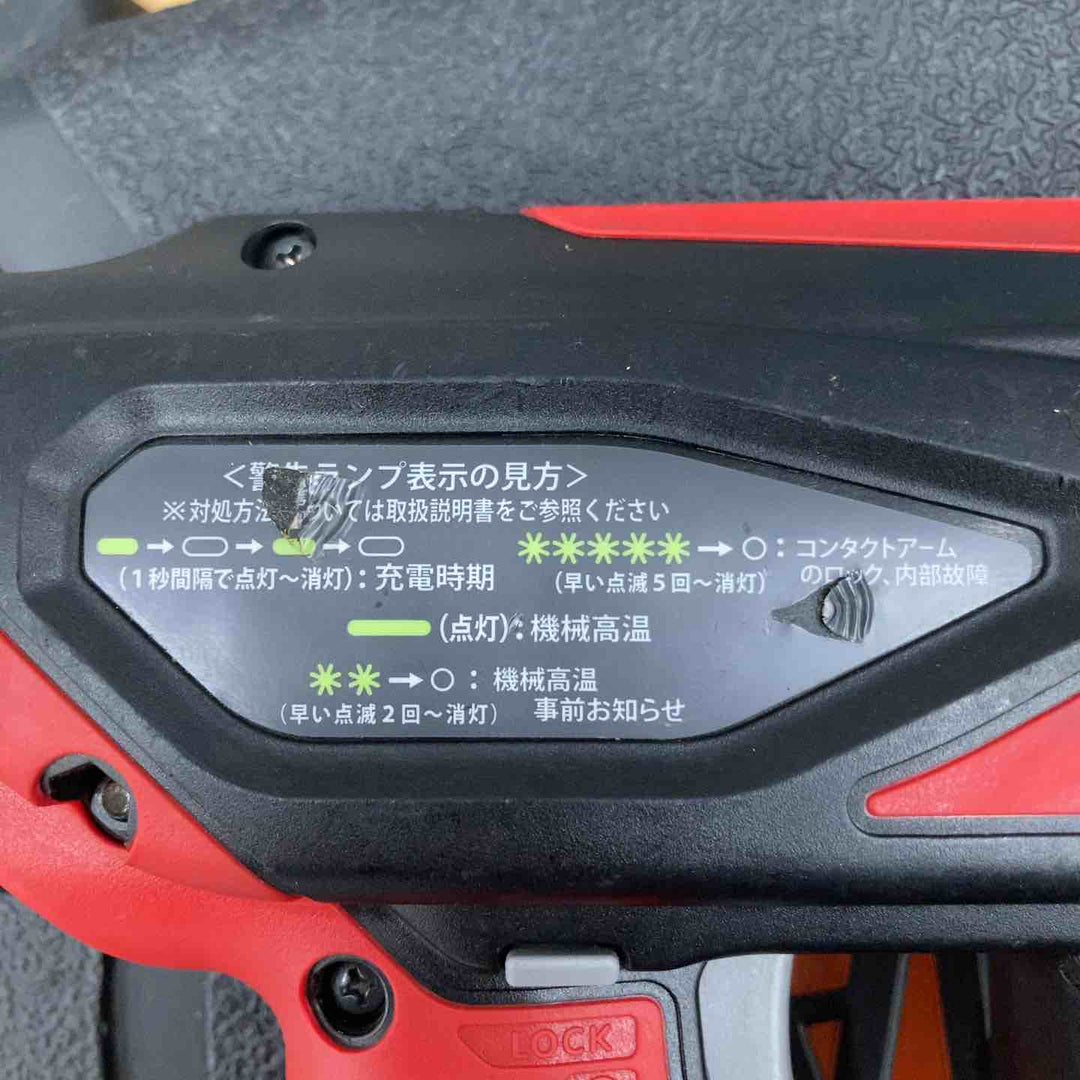 <警告ランプ表示の見方>
※対処方法については取扱説明書をご参照ください
→ → →
(1秒間隔で点灯〜消灯):充電時期
✳✳✳✳✳→○:コンタクトアーム
(早い点滅5回〜消灯) のロック、内部故障
(点灯):機械高温
✳✳→○:機械高温
(早い点滅2回〜消灯) 事前お知らせ
LOCK